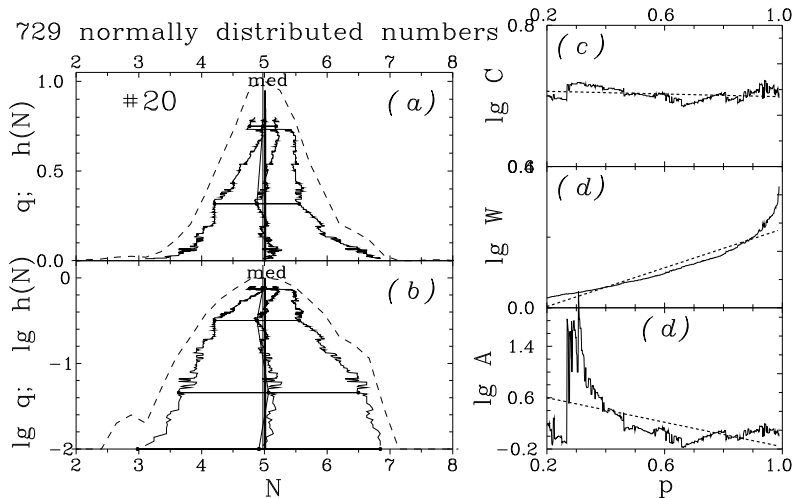 729 normally distributed numbers
2 3 4 5 6 7 8
med
#20
(a)
1.0
0.5
0.0
q; h(N)
med
(b)
0
−1
−2
lg q; lg h(N)
2 3 4 5 6 7 8
N
0.2 0.6 1.0
0.8
(c)
lg C
0.4
(d)
lg W
0.0
(d)
1.4
0.6
−0.2
lg A
0.2 0.6 1.0
p